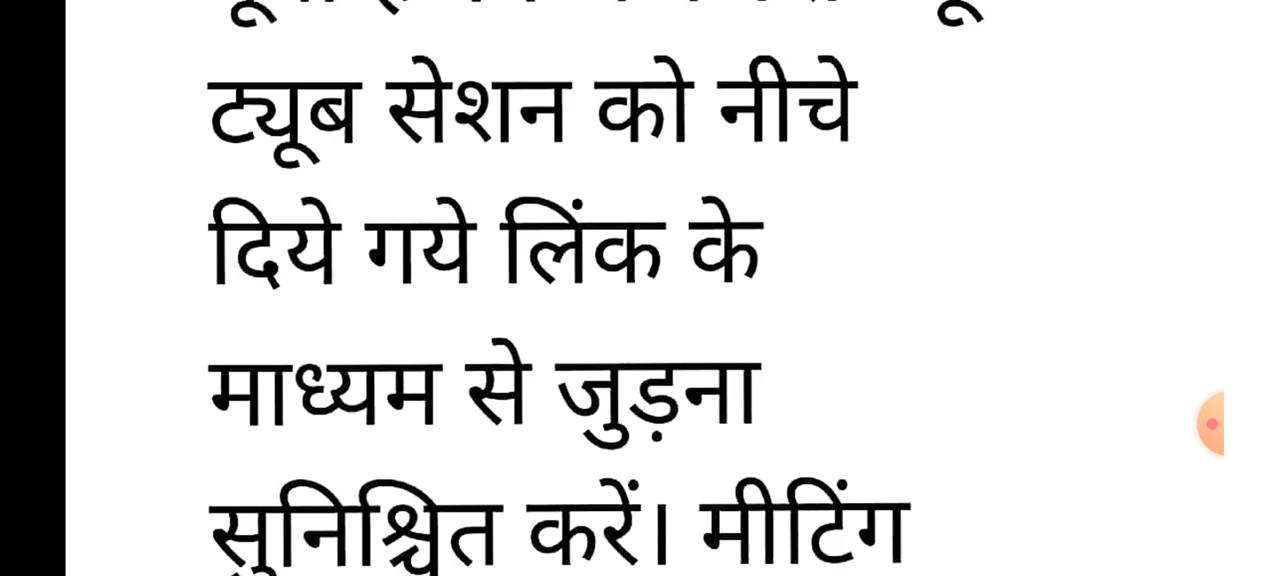 ट्यूब सेशन को नीचे
दिये गये लिंक के
माध्यम से जुड़ना
सुनिश्चित करें। मीटिंग